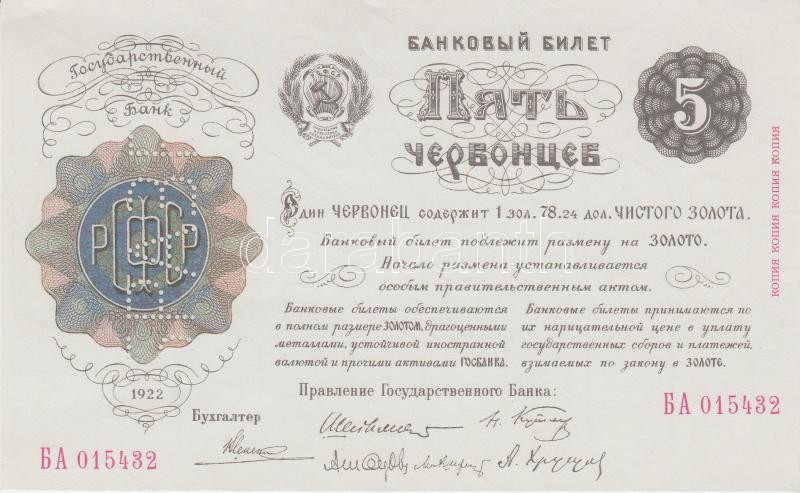 Государственный
Банк
РСФСР
1922
Бухгалтер
БА 015432
БАНКОВЫЙ БИЛЕТ
ПЯТЬ
ЧЕРВОНЦЕВ
5
Один ЧЕРВОНЕЦ содержит 1 зол. 78.24 дол. ЧИСТОГО ЗОЛОТА.
Банковый билет подлежит размену на ЗОЛОТО.
Начало размена устанавливается
особым правительственным актом.
Банковые билеты обеспечиваются
в полном размере ЗОЛОТОМ, драгоценными
металлами, устойчивой иностранной
валютой и прочими активами ГОСБАНКА.
Банковые билеты принимаются по
их нарицательной цене в уплату
государственных сборов и платежей,
взимаемых по закону в ЗОЛОТЕ.
Правление Государственного Банка:
БА 015432
КОПИЯ КОПИЯ КОПИЯ КОПИЯ
darabanth